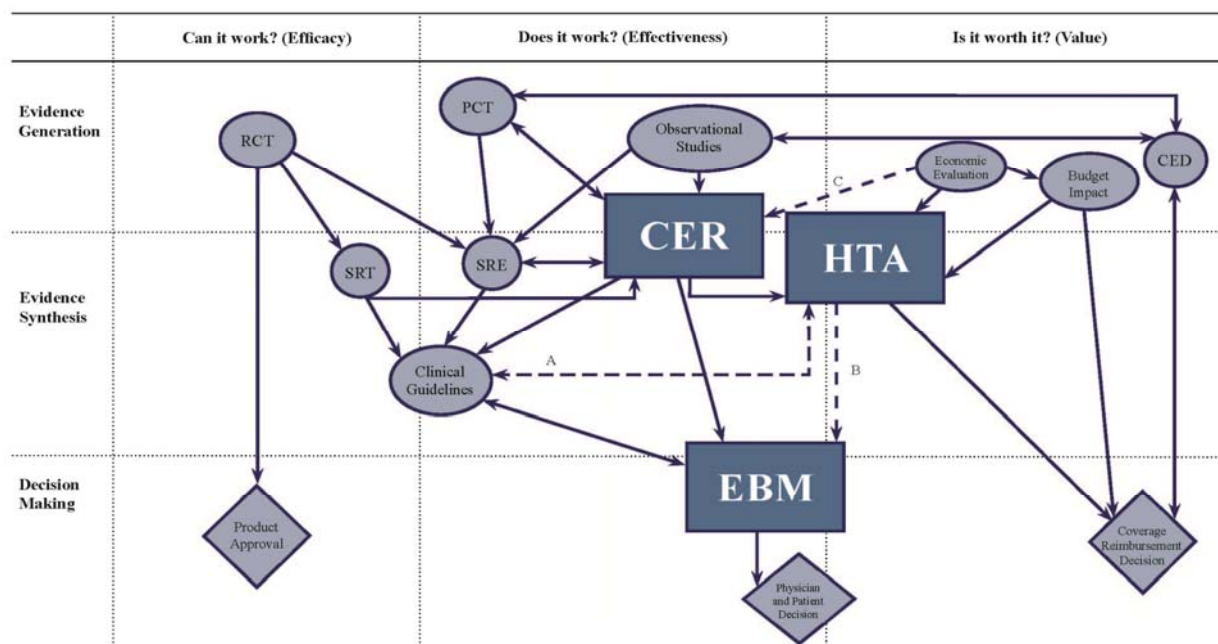 Can it work? (Efficacy)
Does it work? (Effectiveness)
Is it worth it? (Value)
Evidence
Generation
RCT
PCT
Observational
Studies
C
Economic
Evaluation
Budget
Impact
CED
CER
HTA
Evidence
Synthesis
SRT
SRE
Clinical
Guidelines
A
B
Decision
Making
EBM
Product
Approval
Physician
and Patient
Decision
Coverage
Reimbursement
Decision